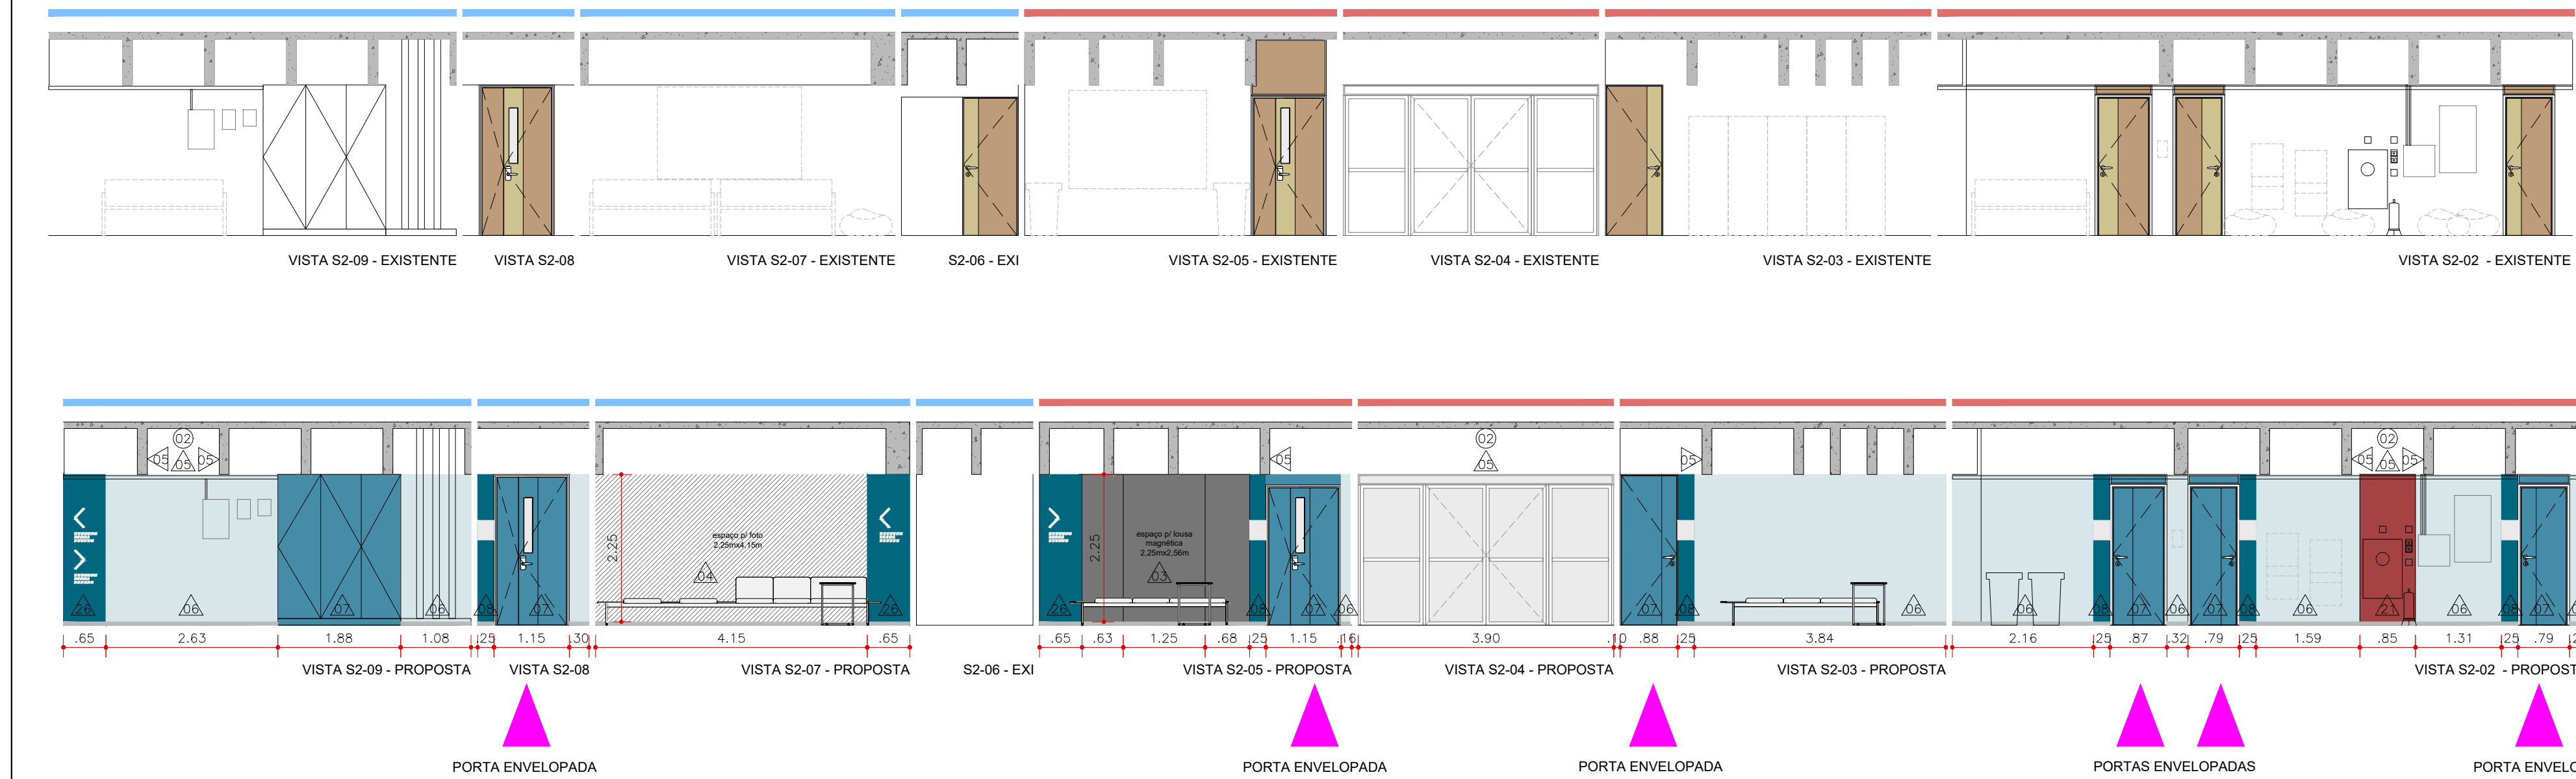 VISTA S2-09 - EXISTENTE
VISTA S2-08
VISTA S2-07 - EXISTENTE
S2-06 - EXI
VISTA S2-05 - EXISTENTE
VISTA S2-04 - EXISTENTE
VISTA S2-03 - EXISTENTE
VISTA S2-02 - EXISTENTE
02
05 05 05
05
02
05
05
02
05 05 05
2.25
espaço p/ foto
2,25mx4,15m
2.25
espaço p/ lousa
magnética
2,25mx2,56m
04
03
26 06 07 06 08 07 26 26 08 07 06 07 08 06 06 08 07 06 07 08 06 21 06 08 07
.65 2.63 1.88 1.08 .25 1.15 .30 4.15 .65 .65 .63 1.25 .68 .25 1.15 .16 3.90 .10 .88 .25 3.84 2.16 .25 .87 .32 .79 .25 1.59 .85 1.31 .25 .79
VISTA S2-09 - PROPOSTA
VISTA S2-08
VISTA S2-07 - PROPOSTA
S2-06 - EXI
VISTA S2-05 - PROPOSTA
VISTA S2-04 - PROPOSTA
VISTA S2-03 - PROPOSTA
VISTA S2-02 - PROPOST
PORTA ENVELOPADA
PORTA ENVELOPADA
PORTA ENVELOPADA
PORTAS ENVELOPADAS
PORTA ENVELO